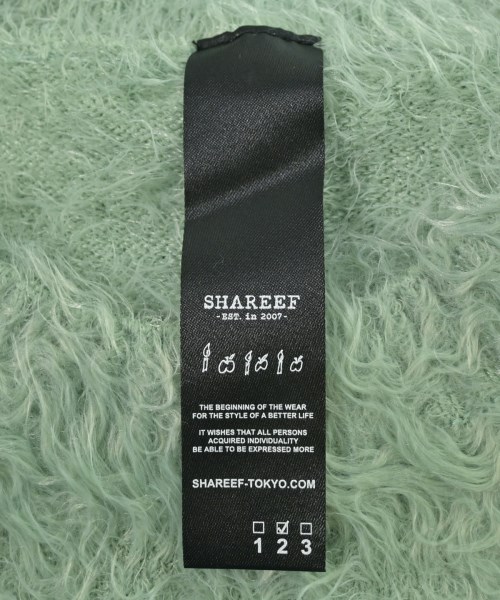 SHAREEF
-EST. in 2007-
THE BEGINNING OF THE WEAR
FOR THE STYLE OF A BETTER LIFE
IT WISHES THAT ALL PERSONS
ACQUIRED INDIVIDUALITY
BE ABLE TO BE EXPRESSED MORE
SHAREEF-TOKYO.COM
☐ ☑ ☐
1 2 3